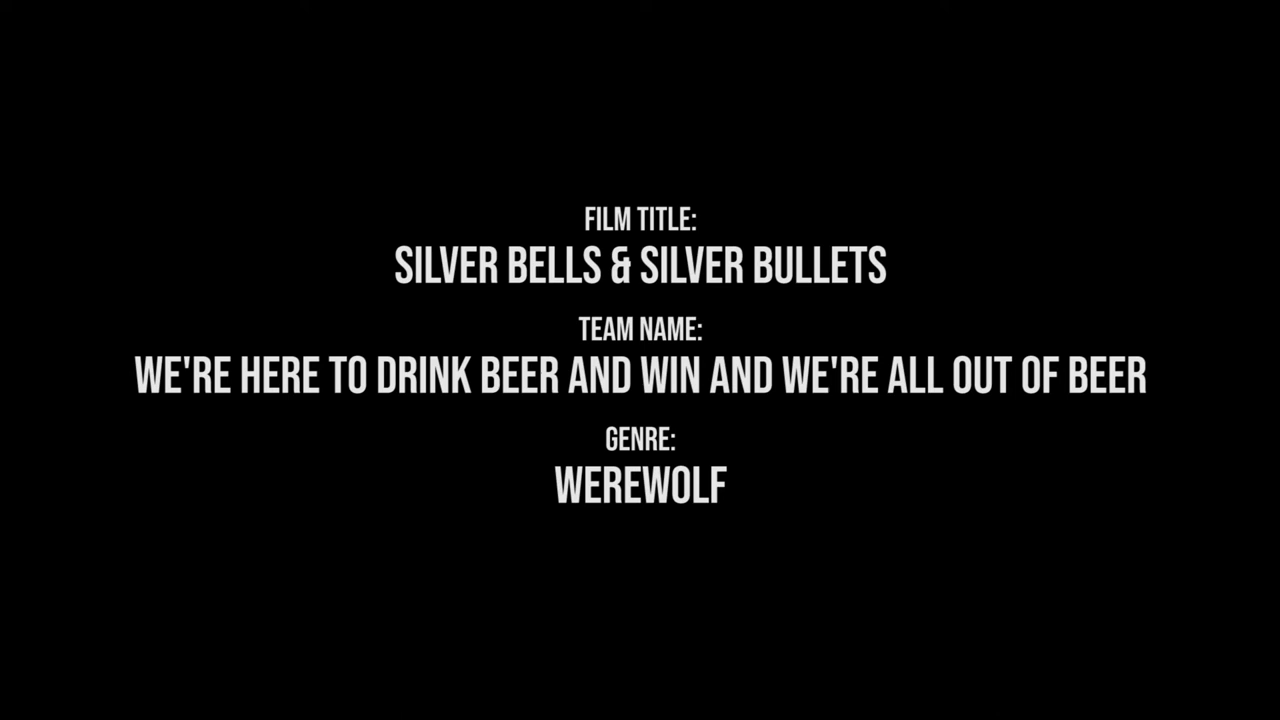 FILM TITLE:
SILVER BELLS & SILVER BULLETS
TEAM NAME:
WE'RE HERE TO DRINK BEER AND WIN AND WE'RE ALL OUT OF BEER
GENRE:
WEREWOLF